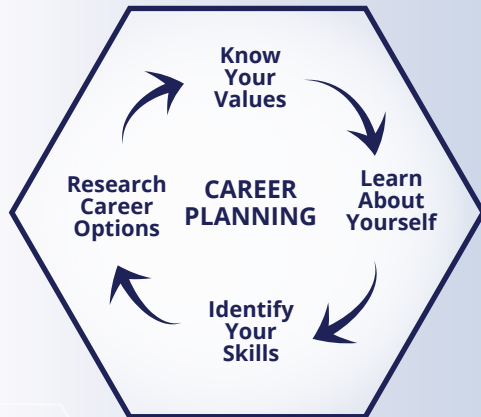 Know
Your
Values
Learn
About
Yourself
Identify
Your
Skills
Research
Career
Options
CAREER
PLANNING